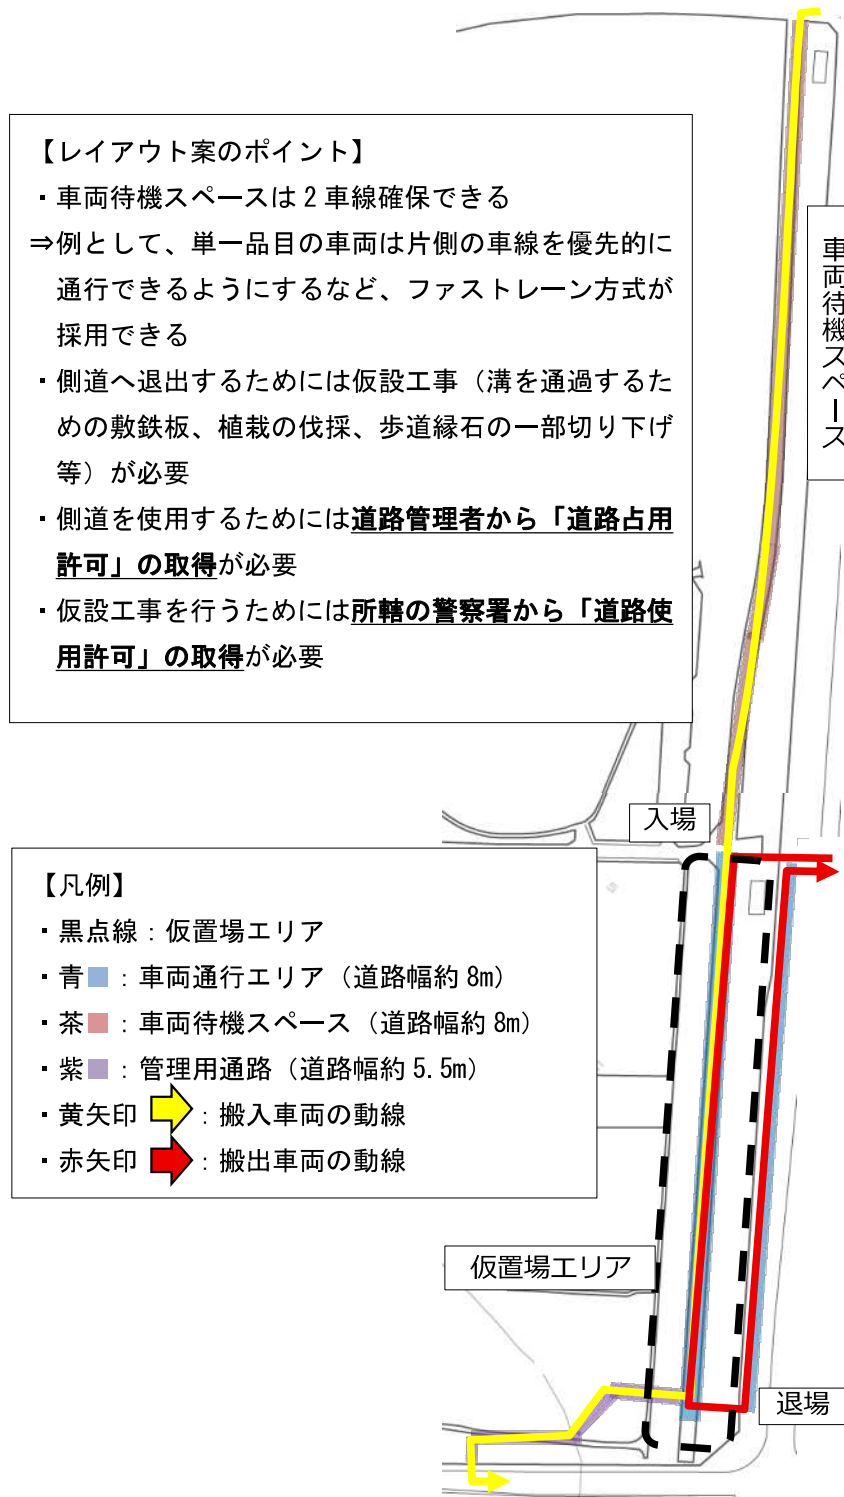 【レイアウト案のポイント】
・車両待機スペースは2車線確保できる
⇒例として、単一品目の車両は片側の車線を優先的に
通行できるようにするなど、ファストレーン方式が
採用できる
・側道へ退出するためには仮設工事（溝を通過するた
めの敷鉄板、植栽の伐採、歩道縁石の一部切り下げ
等）が必要
・側道を使用するためには道路管理者から「道路占用
許可」の取得が必要
・仮設工事を行うためには所轄の警察署から「道路使
用許可」の取得が必要
車両待機スペース
入場
【凡例】
・黒点線：仮置場エリア
・青■：車両通行エリア（道路幅約8m）
・茶■：車両待機スペース（道路幅約8m）
・紫■：管理用通路（道路幅約5.5m）
・黄矢印：搬入車両の動線
・赤矢印：搬出車両の動線
仮置場エリア
退場